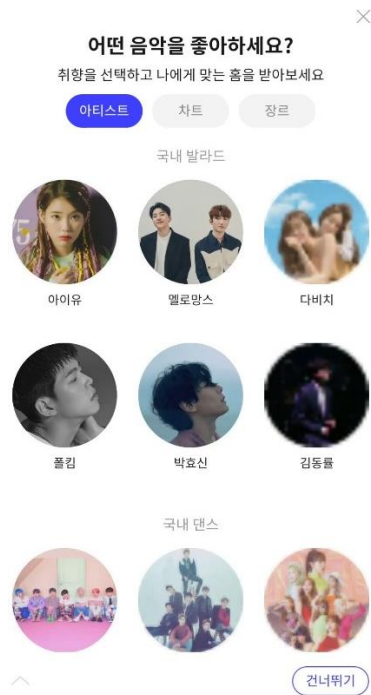 어떤 음악을 좋아하세요?
취향을 선택하고 나에게 맞는 홈을 받아보세요
아티스트 차트 장르
국내 발라드
아이유 멜로망스 다비치
폴킴 박효신 김동률
국내 댄스
건너뛰기